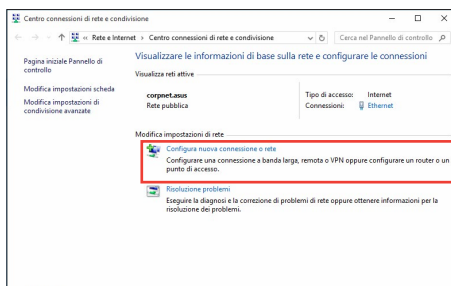 Centro connessioni di rete e condivisione
« Rete e Internet › Centro connessioni di rete e condivisione
Cerca nel Pannello di controllo
Pagina iniziale Pannello di controllo
Modifica impostazioni scheda
Modifica impostazioni di condivisione avanzate
Visualizzare le informazioni di base sulla rete e configurare le connessioni
Visualizza reti attive
corpnet.asus
Rete pubblica
Tipo di accesso: Internet
Connessioni: Ethernet
Modifica impostazioni di rete
Configura nuova connessione o rete
Configurare una connessione a banda larga, remota o VPN oppure configurare un router o un
punto di accesso.
Risoluzione problemi
Eseguire la diagnosi e la correzione di problemi di rete oppure ottenere informazioni per la
risoluzione dei problemi.